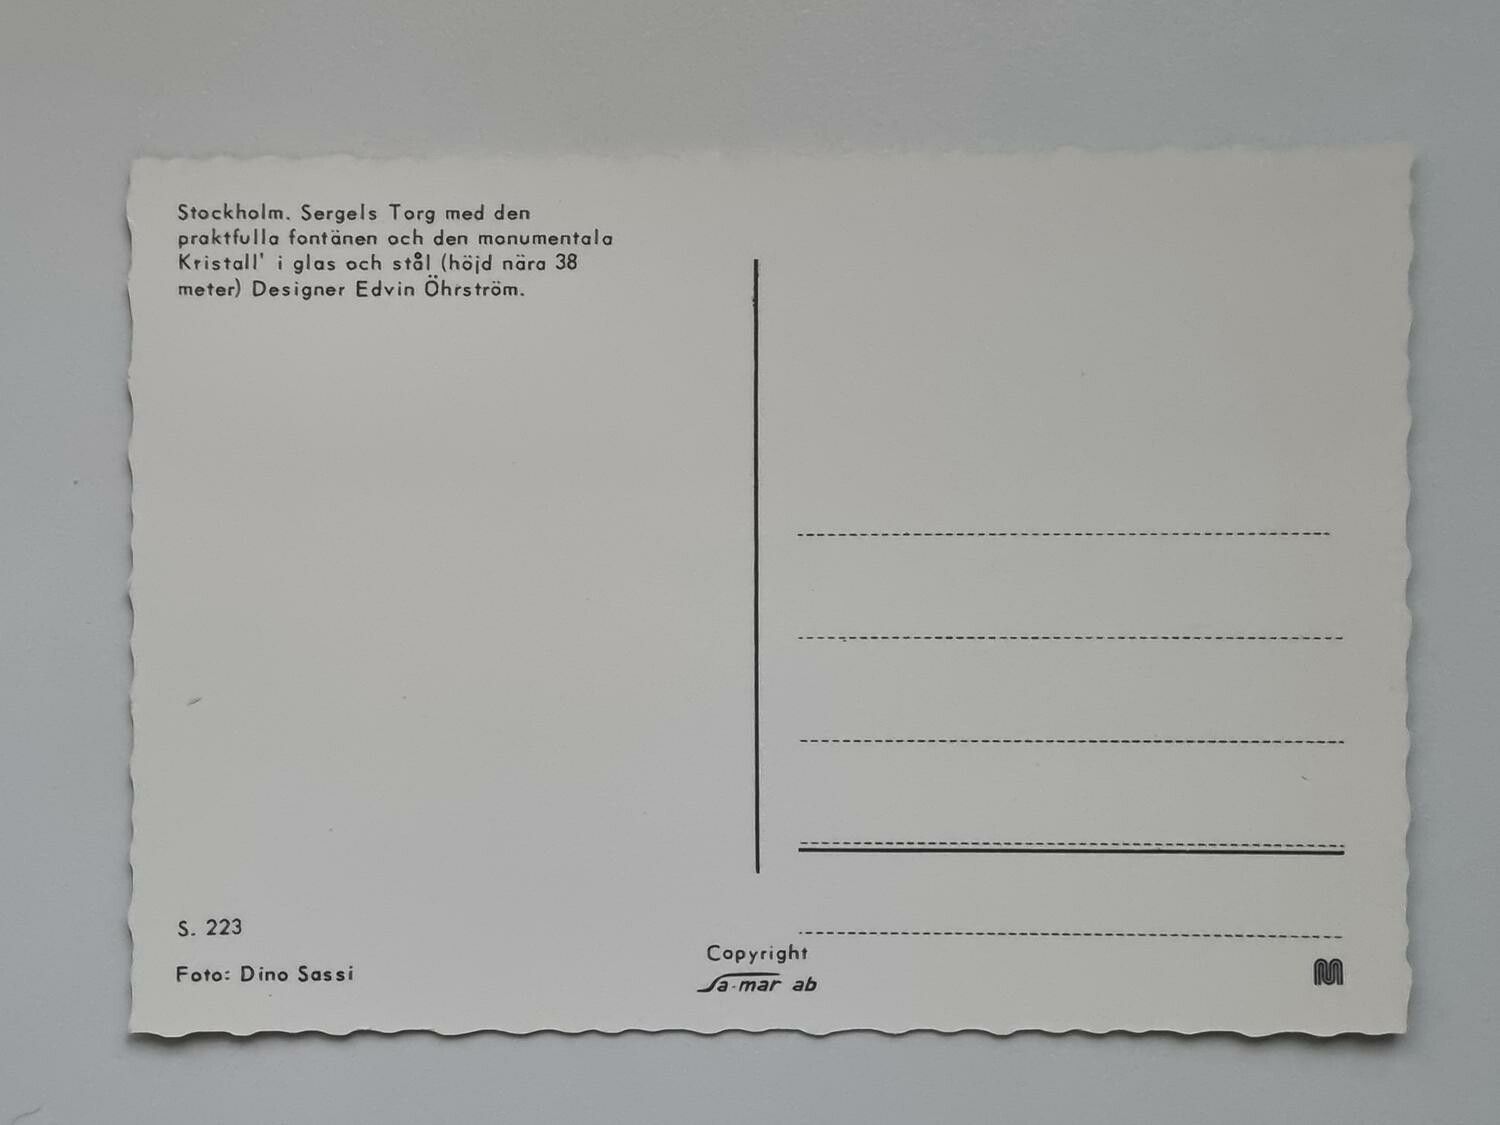 Stockholm. Sergels Torg med den
praktfulla fontänen och den monumentala
Kristall' i glas och stål (höjd nära 38
meter) Designer Edvin Öhrström.
S. 223
Foto: Dino Sassi
Copyright
Sa-mar ab
M